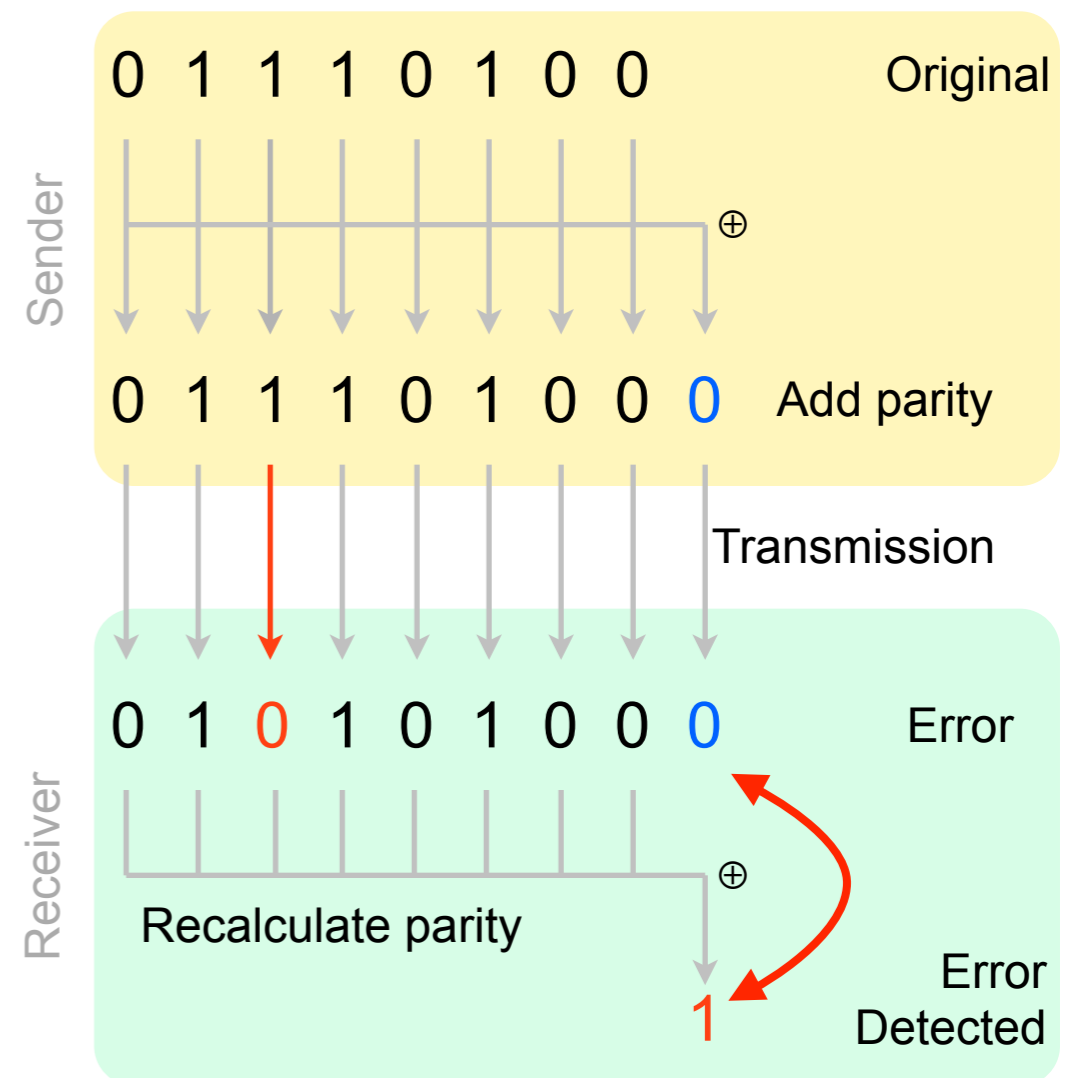 Sender
0 1 1 1 0 1 0 0 Original
⊕
0 1 1 1 0 1 0 0 0 Add parity
Transmission
Receiver
0 1 0 1 0 1 0 0 0 Error
⊕
Recalculate parity
1
Error
Detected